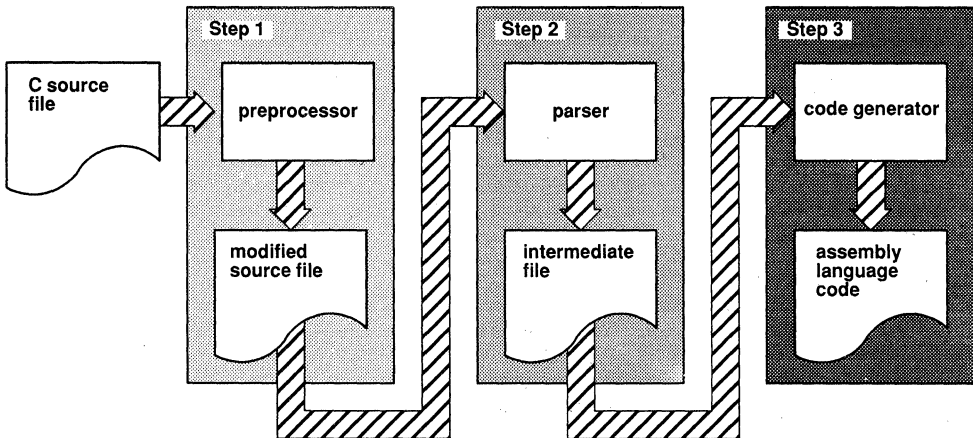 Step 1
Step 2
Step 3
C source
file
preprocessor
parser
code generator
modified
source file
intermediate
file
assembly
language
code